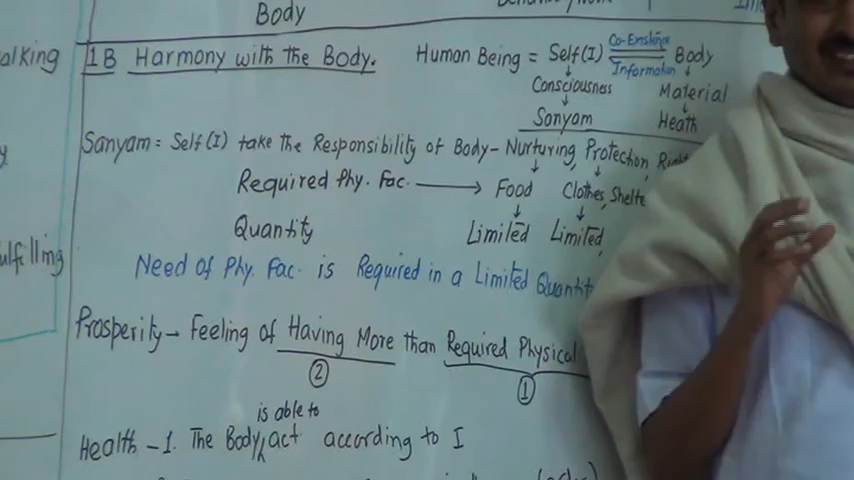 Body
alking
1B Harmony with the Body. Human Being = Self(I) Co-Existence Body
Information
Consciousness Material
Sanyam Heath
Sanyam = Self(I) take the Responsibility of Body - Nurturing, Protection,
Required Phy. Fac. → Food Clothes, Shelte
Quantity Limited Limited,
ulfilling
Need of Phy. Fac. is Required in a Limited Quantit
Prosperity - Feeling of Having More than Required Physical
② ①
is able to
Health - 1. The Body act according to I